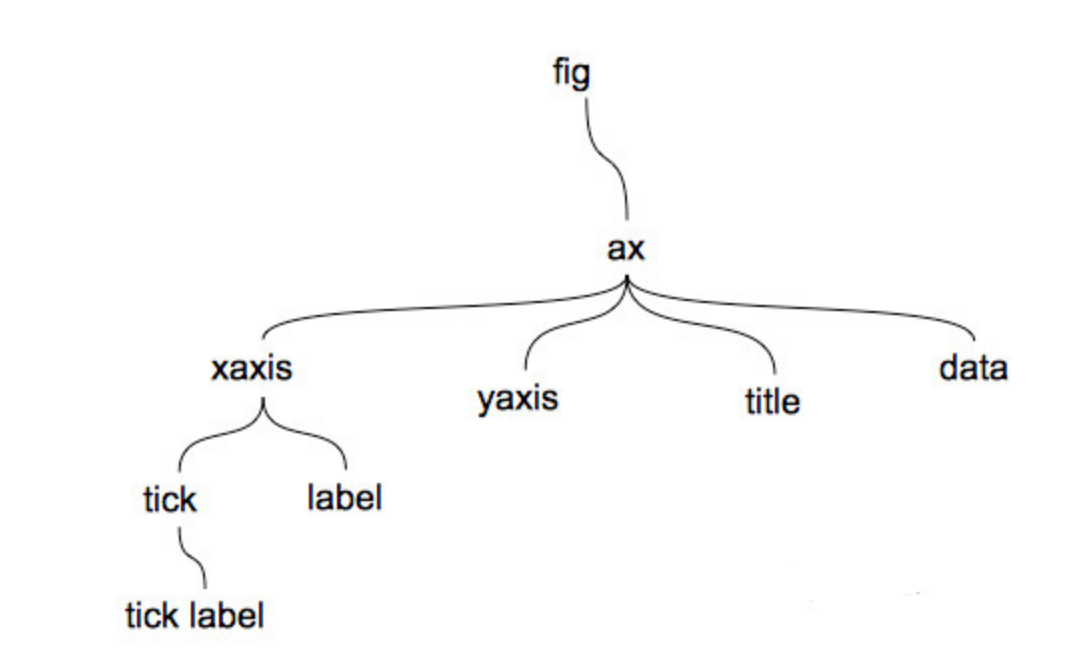 fig
ax
xaxis
yaxis
title
data
tick
label
tick label